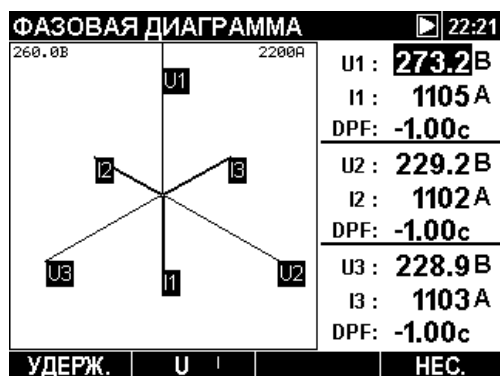 ФАЗОВАЯ ДИАГРАММА 22:21
260.0В 2200А
U1
I2 I3
U3 I1 U2
U1 : 273.2 В
I1 : 1105 А
DPF: -1.00c
U2 : 229.2 В
I2 : 1102 А
DPF: -1.00c
U3 : 228.9 В
I3 : 1103 А
DPF: -1.00c
УДЕРЖ. U I НЕС.